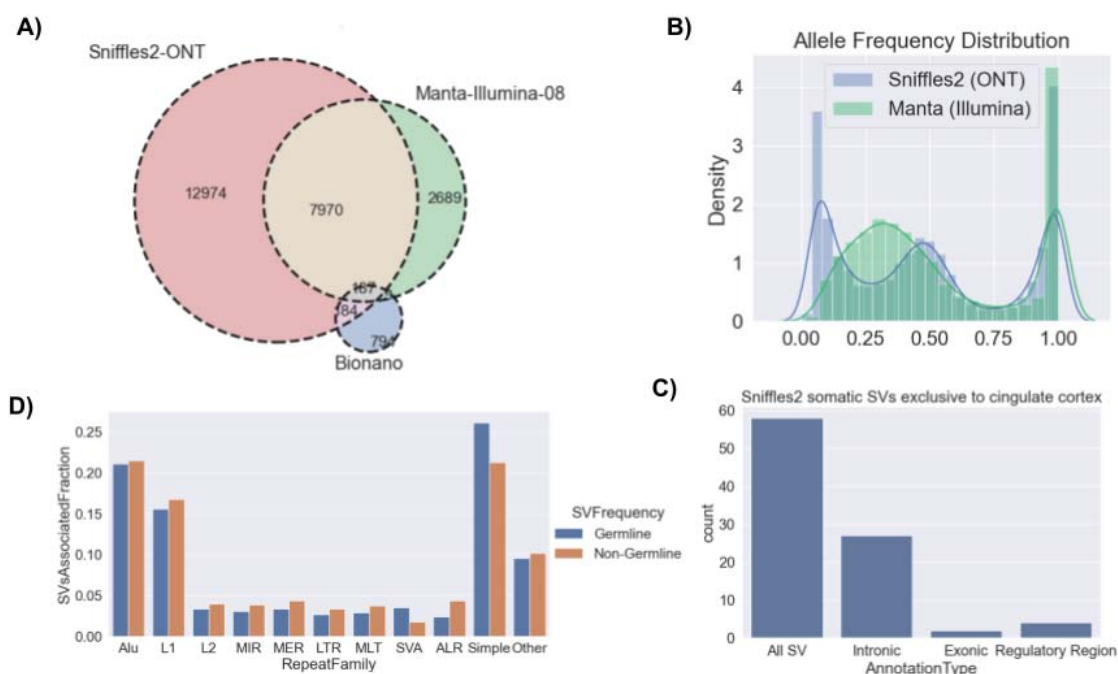 A)
Sniffles2-ONT
Manta-Illumina-08
12974
7970
2689
167
84
794
Bionano
B)
Allele Frequency Distribution
Sniffles2 (ONT)
Manta (Illumina)
Density
4
3
2
1
0
0.00 0.25 0.50 0.75 1.00
D)
SVsAssociatedFraction
0.25
0.20
0.15
0.10
0.05
0.00
Alu L1 L2 MIR MER LTR MLT SVA ALR Simple Other
RepeatFamily
SVFrequency
Germline
Non-Germline
C)
Sniffles2 somatic SVs exclusive to cingulate cortex
count
60
50
40
30
20
10
0
All SV Intronic Exonic Regulatory Region
AnnotationType